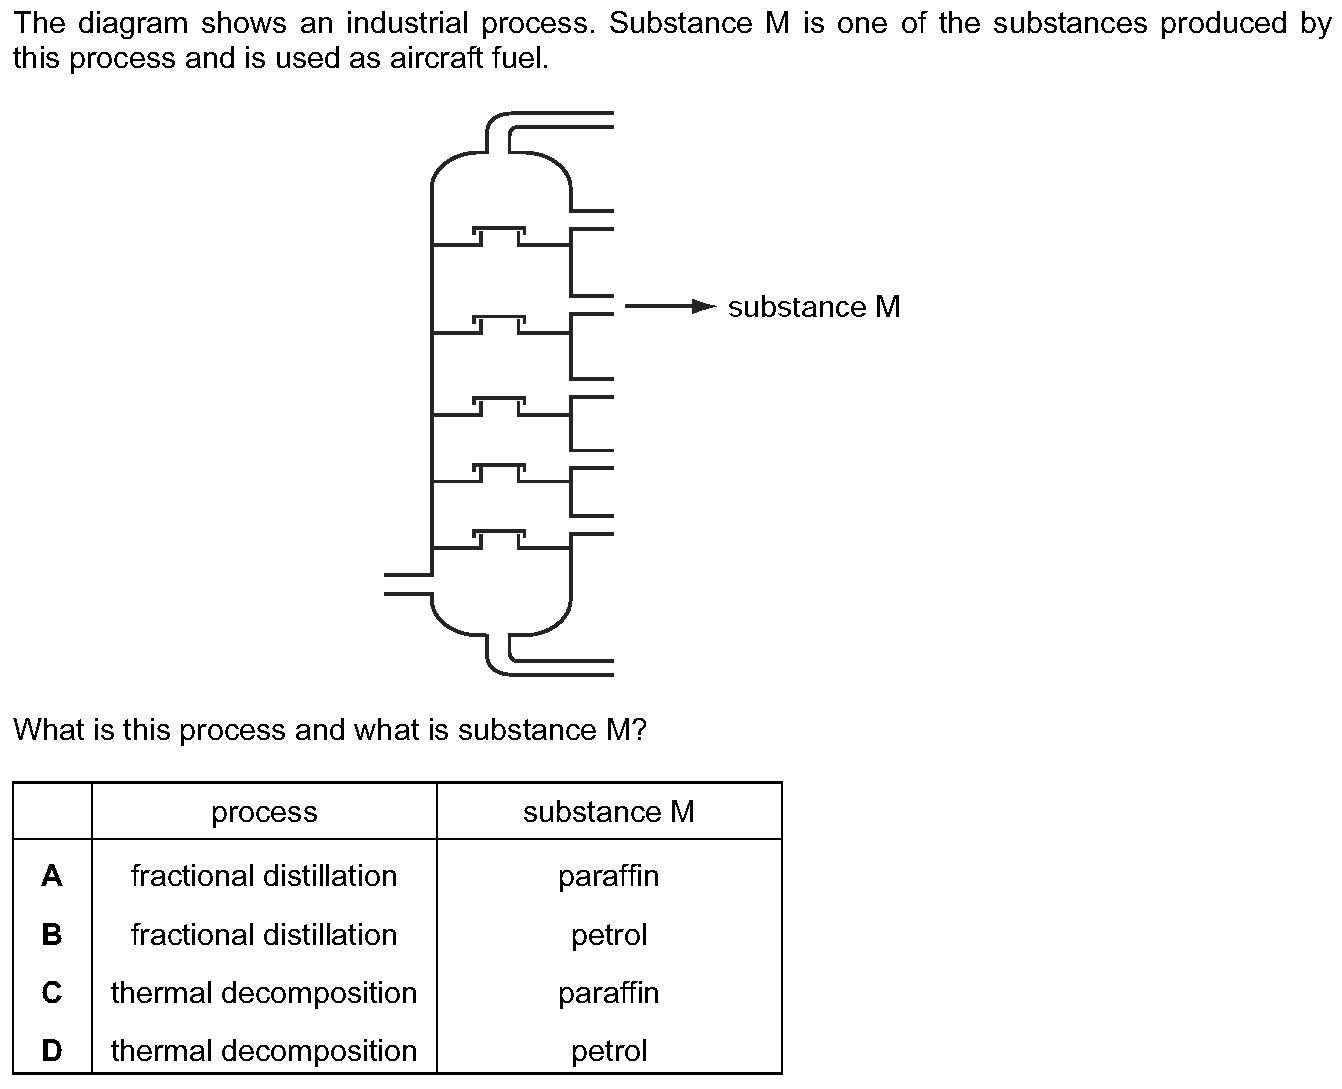 The diagram shows an industrial process. Substance M is one of the substances produced by
this process and is used as aircraft fuel.
substance M
What is this process and what is substance M?
process substance M
A fractional distillation paraffin
B fractional distillation petrol
C thermal decomposition paraffin
D thermal decomposition petrol